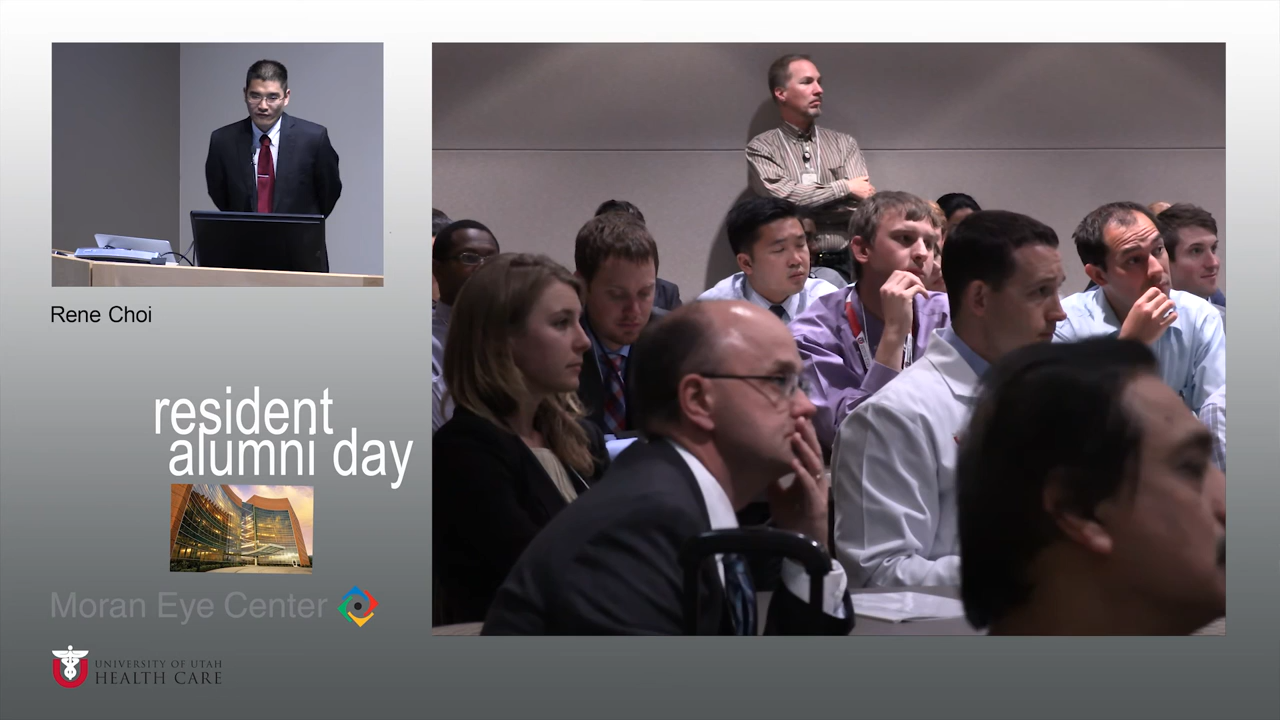 Rene Choi
resident
alumni day
Moran Eye Center
UNIVERSITY OF UTAH
HEALTH CARE